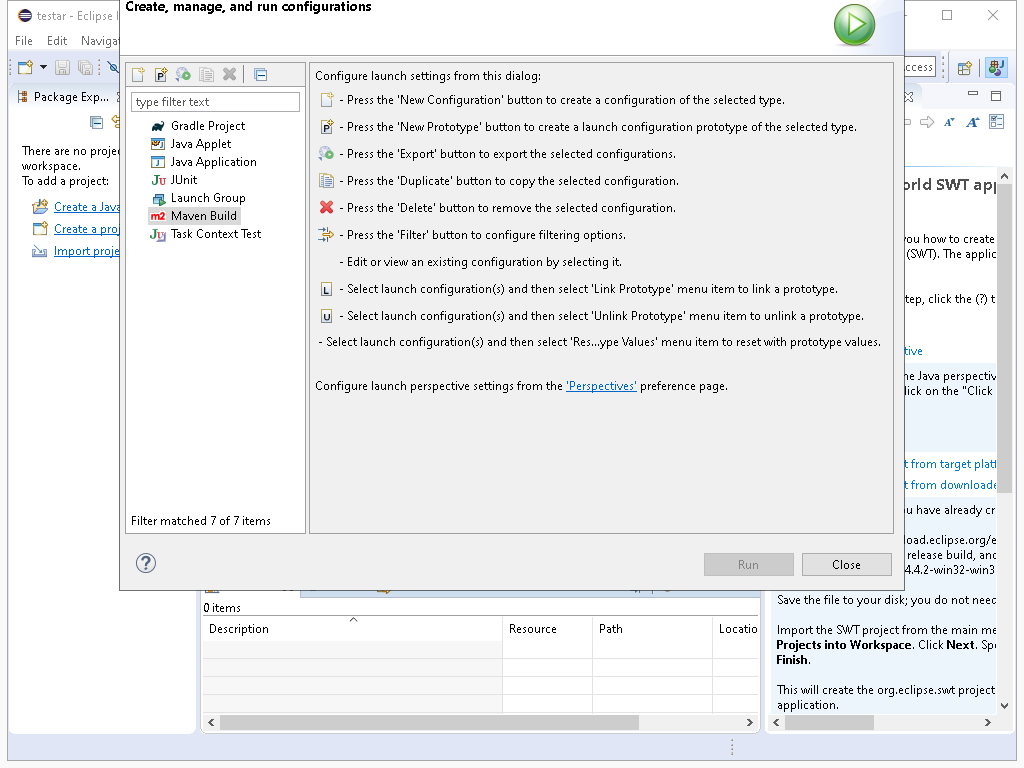 Create, manage, and run configurations
testar - Eclipse I
File Edit Naviga
type filter text
Gradle Project
Java Applet
Java Application
JUnit
Launch Group
Maven Build
Task Context Test
Filter matched 7 of 7 items
Configure launch settings from this dialog:
- Press the 'New Configuration' button to create a configuration of the selected type.
- Press the 'New Prototype' button to create a launch configuration prototype of the selected type.
- Press the 'Export' button to export the selected configurations.
- Press the 'Duplicate' button to copy the selected configuration.
- Press the 'Delete' button to remove the selected configuration.
- Press the 'Filter' button to configure filtering options.
- Edit or view an existing configuration by selecting it.
- Select launch configuration(s) and then select 'Link Prototype' menu item to link a prototype.
- Select launch configuration(s) and then select 'Unlink Prototype' menu item to unlink a prototype.
- Select launch configuration(s) and then select 'Res...ype Values' menu item to reset with prototype values.
Configure launch perspective settings from the 'Perspectives' preference page.
Run
Close
Package Exp...
There are no proje
workspace.
To add a project:
Create a Java
Create a proj
Import proje
0 items
Description Resource Path Locatio
ccess
orld SWT app
you how to create
(SWT). The applic
tep, click the (?) t
tive
he Java perspectiv
lick on the "Click
t from target platt
t from downloade
u have already cr
load.eclipse.org/e
release build, and
4.4.2-win32-win3
Save the file to your disk; you do not need
Import the SWT project from the main me
Projects into Workspace. Click Next. Spe
Finish.
This will create the org.eclipse.swt project
application.